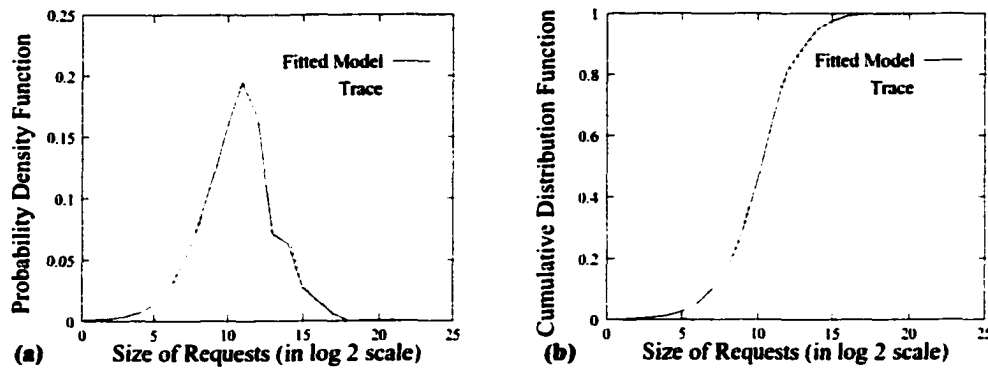 0.25
0.2
0.15
0.1
0.05
0
Probability Density Function
Fitted Model
Trace
0 5 10 15 20 25
(a) Size of Requests (in log 2 scale)
1
0.8
0.6
0.4
0.2
0
Cumulative Distribution Function
Fitted Model
Trace
0 5 10 15 20 25
(b) Size of Requests (in log 2 scale)